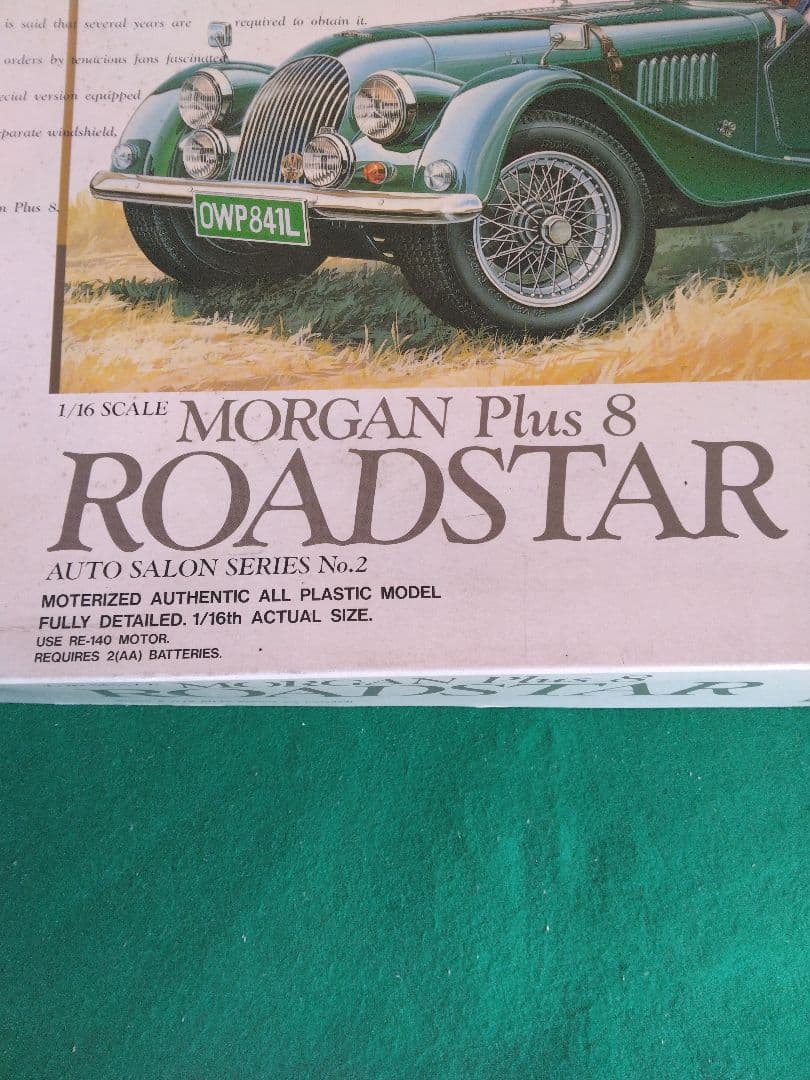 is said that several years are required to obtain it.
orders by tenacious fans fascinated
ecial version equipped
eparate windshield,
n Plus 8.
OWP841L
1/16 SCALE MORGAN Plus 8
ROADSTAR
AUTO SALON SERIES No.2
MOTERIZED AUTHENTIC ALL PLASTIC MODEL
FULLY DETAILED. 1/16th ACTUAL SIZE.
USE RE-140 MOTOR.
REQUIRES 2(AA) BATTERIES.
MORGAN Plus 8
ROADSTAR